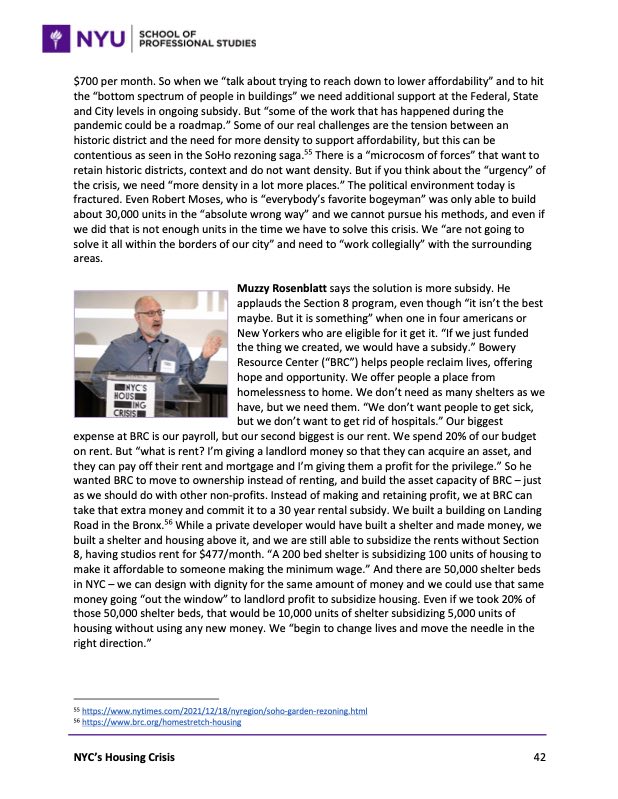 NYU
SCHOOL OF
PROFESSIONAL STUDIES
$700 per month. So when we “talk about trying to reach down to lower affordability” and to hit
the “bottom spectrum of people in buildings” we need additional support at the Federal, State
and City levels in ongoing subsidy. But “some of the work that has happened during the
pandemic could be a roadmap.” Some of our real challenges are the tension between an
historic district and the need for more density to support affordability, but this can be
contentious as seen in the SoHo rezoning saga.55 There is a “microcosm of forces” that want to
retain historic districts, context and do not want density. But if you think about the “urgency” of
the crisis, we need “more density in a lot more places.” The political environment today is
fractured. Even Robert Moses, who is “everybody’s favorite bogeyman” was only able to build
about 30,000 units in the “absolute wrong way” and we cannot pursue his methods, and even if
we did that is not enough units in the time we have to solve this crisis. We “are not going to
solve it all within the borders of our city” and need to “work collegially” with the surrounding
areas.
Muzzy Rosenblatt says the solution is more subsidy. He
applauds the Section 8 program, even though “it isn’t the best
maybe. But it is something” when one in four americans or
New Yorkers who are eligible for it get it. “If we just funded
the thing we created, we would have a subsidy.” Bowery
Resource Center (“BRC”) helps people reclaim lives, offering
hope and opportunity. We offer people a place from
homelessness to home. We don’t need as many shelters as we
have, but we need them. “We don’t want people to get sick,
but we don’t want to get rid of hospitals.” Our biggest
expense at BRC is our payroll, but our second biggest is our rent. We spend 20% of our budget
on rent. But “what is rent? I’m giving a landlord money so that they can acquire an asset, and
they can pay off their rent and mortgage and I’m giving them a profit for the privilege.” So he
wanted BRC to move to ownership instead of renting, and build the asset capacity of BRC – just
as we should do with other non-profits. Instead of making and retaining profit, we at BRC can
take that extra money and commit it to a 30 year rental subsidy. We built a building on Landing
Road in the Bronx.56 While a private developer would have built a shelter and made money, we
built a shelter and housing above it, and we are still able to subsidize the rents without Section
8, having studios rent for $477/month. “A 200 bed shelter is subsidizing 100 units of housing to
make it affordable to someone making the minimum wage.” And there are 50,000 shelter beds
in NYC – we can design with dignity for the same amount of money and we could use that same
money going “out the window” to landlord profit to subsidize housing. Even if we took 20% of
those 50,000 shelter beds, that would be 10,000 units of shelter subsidizing 5,000 units of
housing without using any new money. We “begin to change lives and move the needle in the
right direction.”
NYC'S
HOUS
ING
CRISIS
55 https://www.nytimes.com/2021/12/18/nyregion/soho-garden-rezoning.html
56 https://www.brc.org/homestretch-housing
NYC’s Housing Crisis
42